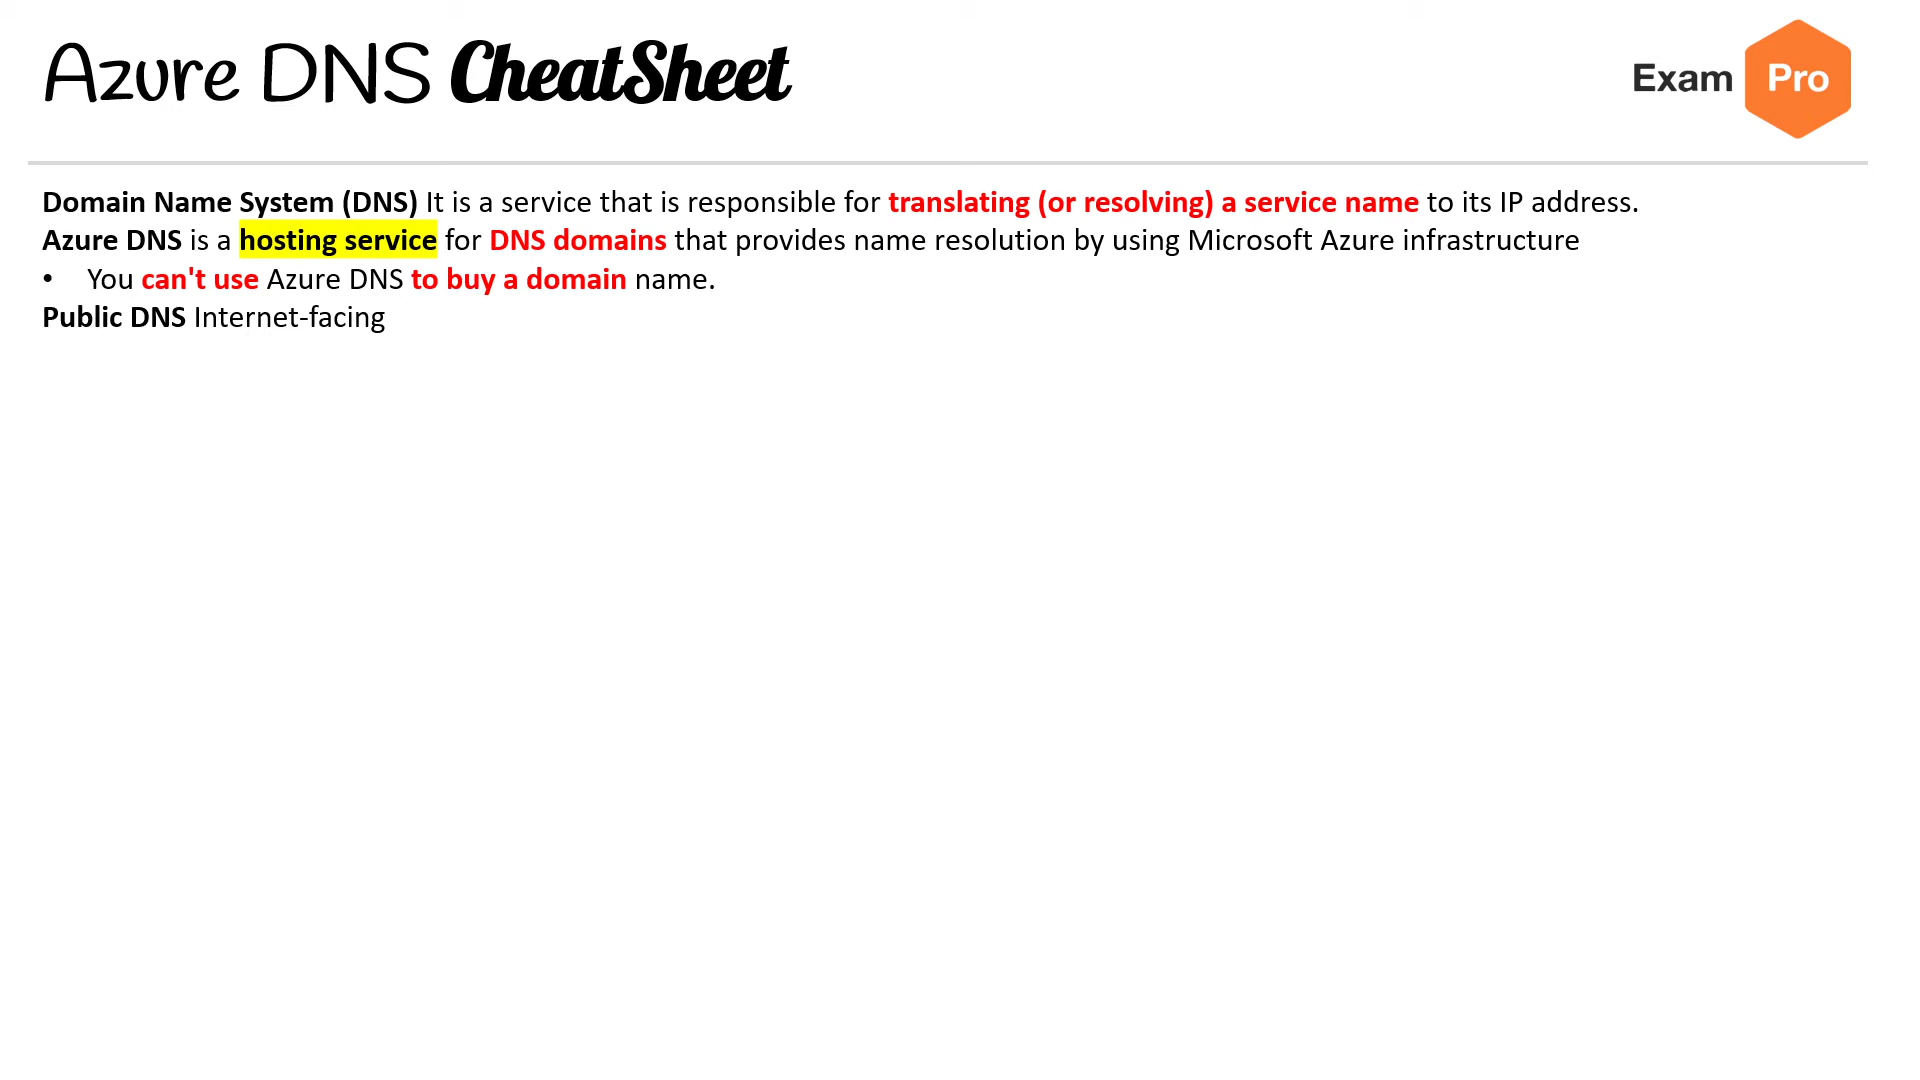 Azure DNS CheatSheet
Exam Pro
Domain Name System (DNS) It is a service that is responsible for translating (or resolving) a service name to its IP address.
Azure DNS is a hosting service for DNS domains that provides name resolution by using Microsoft Azure infrastructure
• You can't use Azure DNS to buy a domain name.
Public DNS Internet-facing